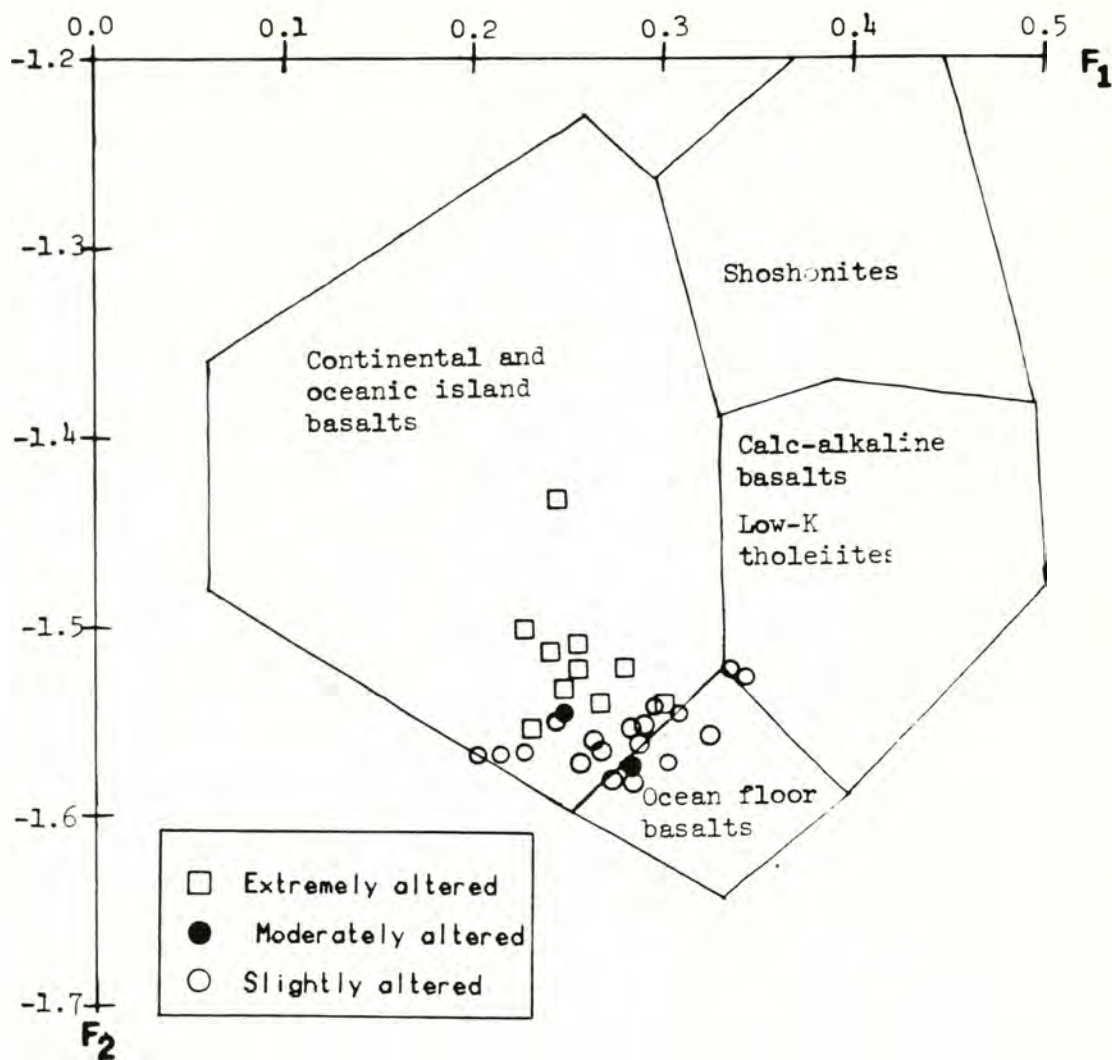 0.0 0.1 0.2 0.3 0.4 0.5
-1.2
F1
-1.3
Shoshonites
Continental and
oceanic island
basalts
-1.4
Calc-alkaline
basalts
Low-K
tholeiites
-1.5
-1.6
Ocean floor
basalts
Extremely altered
Moderately altered
Slightly altered
-1.7
F2